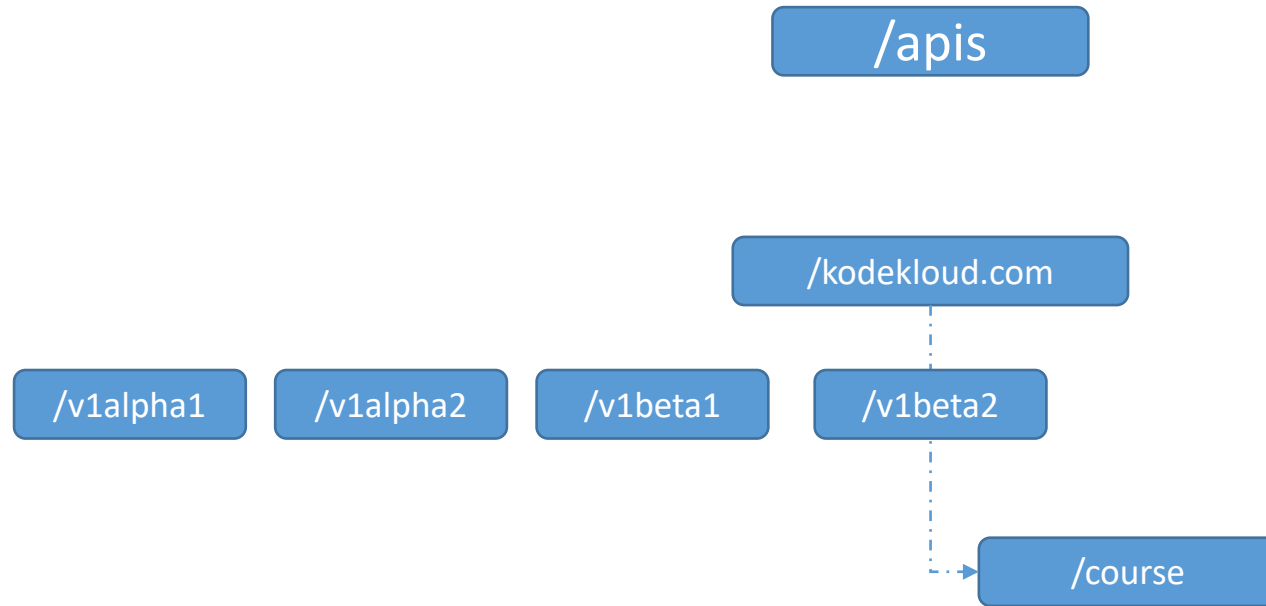 /apis
/kodekloud.com
/v1alpha1
/v1alpha2
/v1beta1
/v1beta2
/course